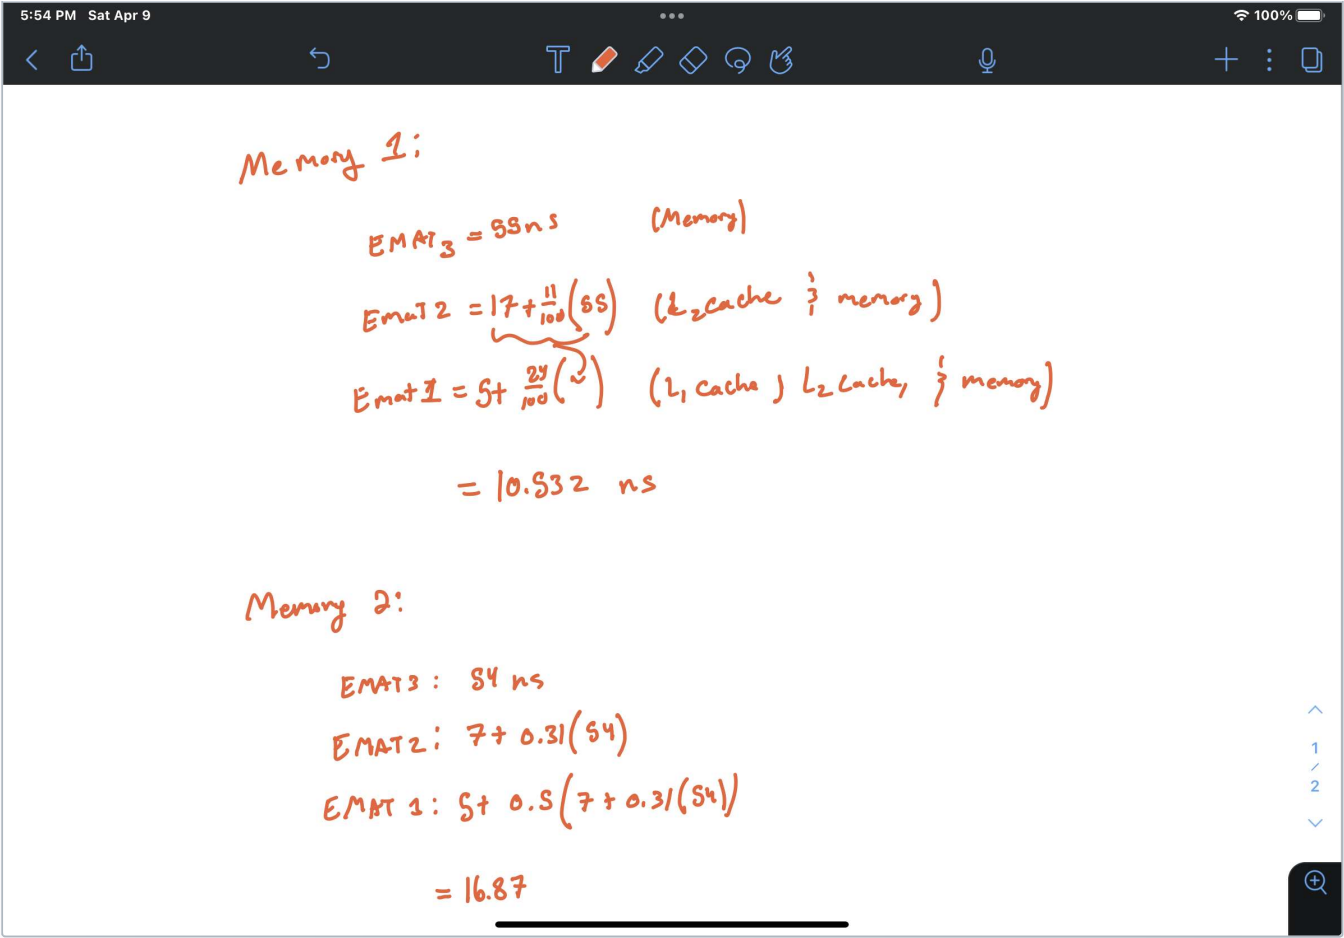 5:54 PM Sat Apr 9
100%
Memory 1:
EMAT3 = 55ns (Memory)
EMAT2 = 17+11/100(55) (L2 cache & memory)
Emat1 = 5+ 24/100( ) (L1 cache, L2 Cache, & memory)
= 10.532 ns
Memory 2:
EMAT3: 54 ns
EMAT2: 7+ 0.31(54)
EMAT 1: 5+ 0.5(7+0.31(54))
= 16.87
1
/
2